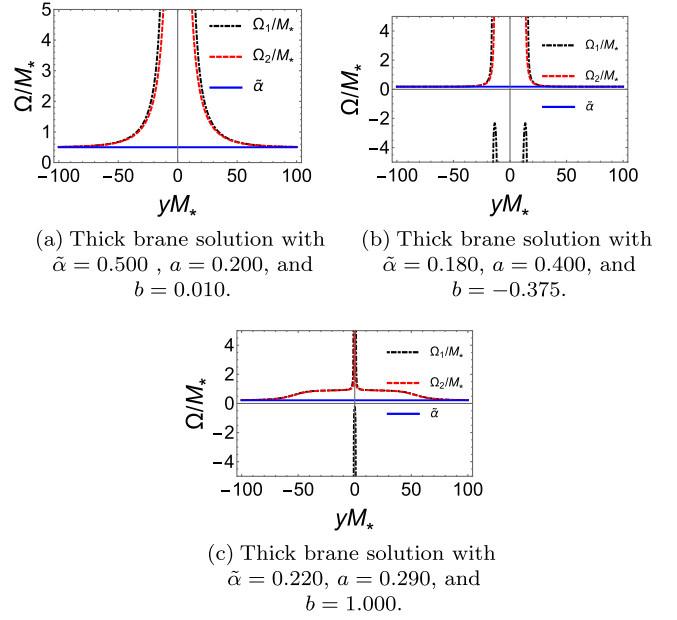 5
4
3
2
1
0
Ω/M*
Ω₁/M*
Ω₂/M*
α̃
−100 −50 0 50 100
yM*
4
2
0
−2
−4
Ω/M*
Ω₁/M*
Ω₂/M*
α̃
−100 −50 0 50 100
yM*
(a) Thick brane solution with
α̃ = 0.500 , a = 0.200, and
b = 0.010.
(b) Thick brane solution with
α̃ = 0.180, a = 0.400, and
b = −0.375.
4
2
0
−2
−4
Ω/M*
Ω₁/M*
Ω₂/M*
α̃
−100 −50 0 50 100
yM*
(c) Thick brane solution with
α̃ = 0.220, a = 0.290, and
b = 1.000.